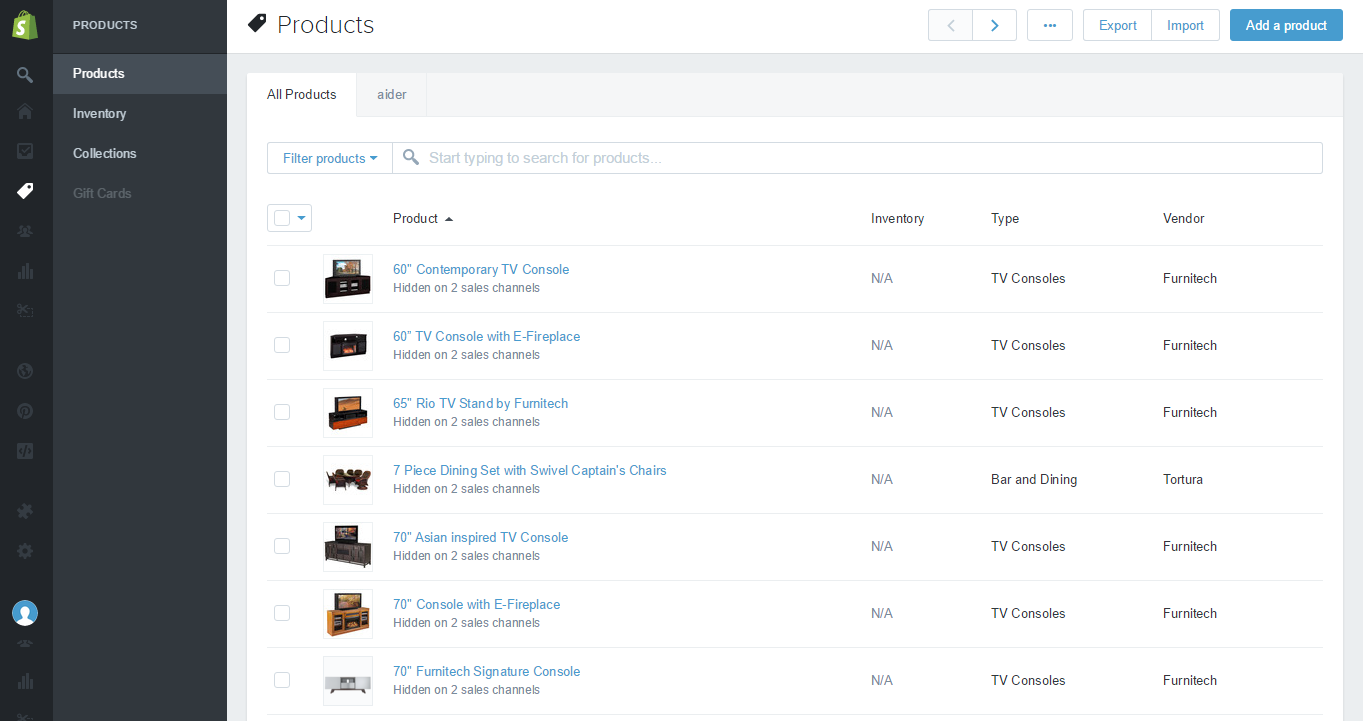 PRODUCTS
Products
Inventory
Collections
Gift Cards
Products
Export
Import
Add a product
All Products
aider
Filter products
Start typing to search for products...
Product
Inventory
Type
Vendor
60" Contemporary TV Console
Hidden on 2 sales channels
N/A
TV Consoles
Furnitech
60” TV Console with E-Fireplace
Hidden on 2 sales channels
N/A
TV Consoles
Furnitech
65" Rio TV Stand by Furnitech
Hidden on 2 sales channels
N/A
TV Consoles
Furnitech
7 Piece Dining Set with Swivel Captain's Chairs
Hidden on 2 sales channels
N/A
Bar and Dining
Tortura
70" Asian inspired TV Console
Hidden on 2 sales channels
N/A
TV Consoles
Furnitech
70" Console with E-Fireplace
Hidden on 2 sales channels
N/A
TV Consoles
Furnitech
70" Furnitech Signature Console
Hidden on 2 sales channels
N/A
TV Consoles
Furnitech